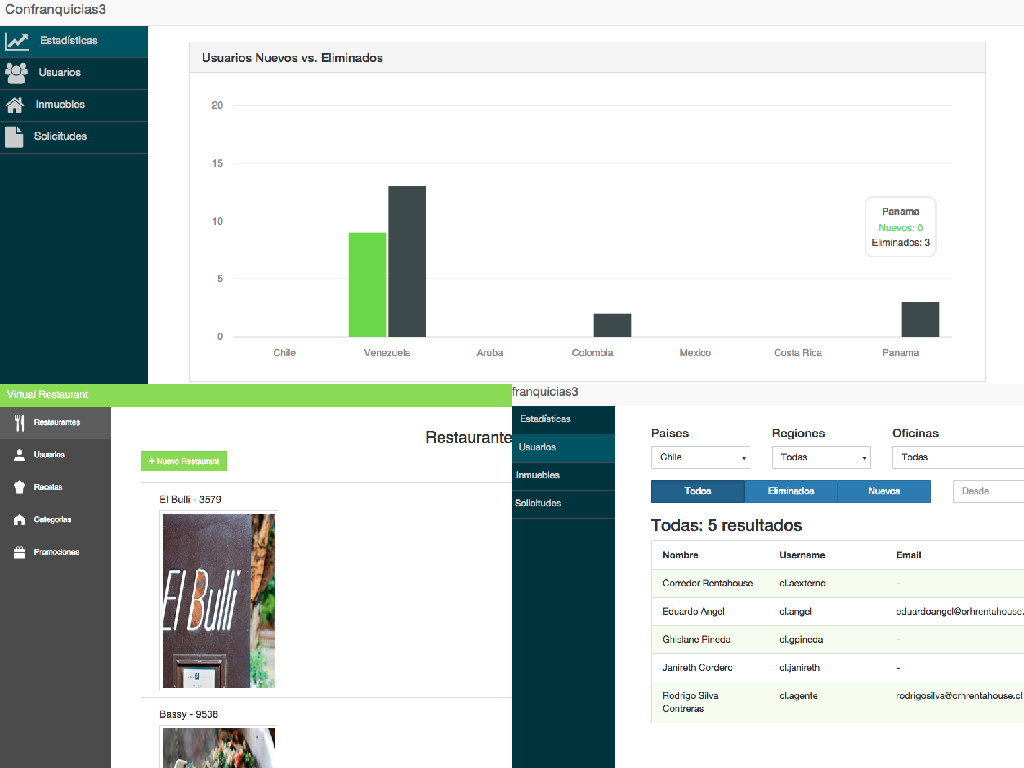 Confranquicias3
Estadísticas
Usuarios
Inmuebles
Solicitudes
Usuarios Nuevos vs. Eliminados
20
15
10
5
0
Panama
Nuevos: 0
Eliminados: 3
Chile Venezuela Aruba Colombia Mexico Costa Rica Panama
Virtual Restaurant
Restaurantes
Usuarios
Recetas
Categorias
Promociones
Restaurante
+ Nuevo Restaurant
El Bulli - 3579
El Bulli
Bassy - 9538
franquicias3
Estadísticas
Usuarios
Inmuebles
Solicitudes
Paises Regiones Oficinas
Chile Todas Todas
Todos Eliminados Nuevos Desde
Todas: 5 resultados
Nombre Username Email
Corredor Rentahouse cl.aexterno -
Eduardo Angel cl.angel eduardoangel@orhrentahouse.
Ghislane Pineda cl.gpineda -
Janireth Cordero cl.janireth -
Rodrigo Silva Contreras cl.agente rodrigosilva@orhrentahouse.cl